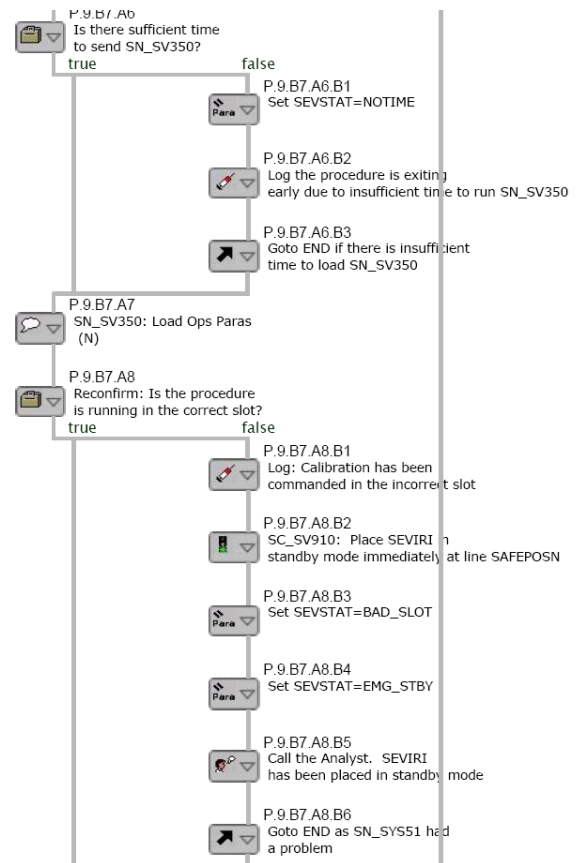 P.9.B7.A6
Is there sufficient time
to send SN_SV350?
true
false
P.9.B7.A6.B1
Para
Set SEVSTAT=NOTIME
P.9.B7.A6.B2
Log the procedure is exiting
early due to insufficient time to run SN_SV350
P.9.B7.A6.B3
Goto END if there is insufficient
time to load SN_SV350
P.9.B7.A7
SN_SV350: Load Ops Paras
(N)
P.9.B7.A8
Reconfirm: Is the procedure
is running in the correct slot?
true
false
P.9.B7.A8.B1
Log: Calibration has been
commanded in the incorrect slot
P.9.B7.A8.B2
SC_SV910: Place SEVIRI in
standby mode immediately at line SAFEPOSN
P.9.B7.A8.B3
Para
Set SEVSTAT=BAD_SLOT
P.9.B7.A8.B4
Para
Set SEVSTAT=EMG_STBY
P.9.B7.A8.B5
Call the Analyst. SEVIRI
has been placed in standby mode
P.9.B7.A8.B6
Goto END as SN_SYS51 had
a problem